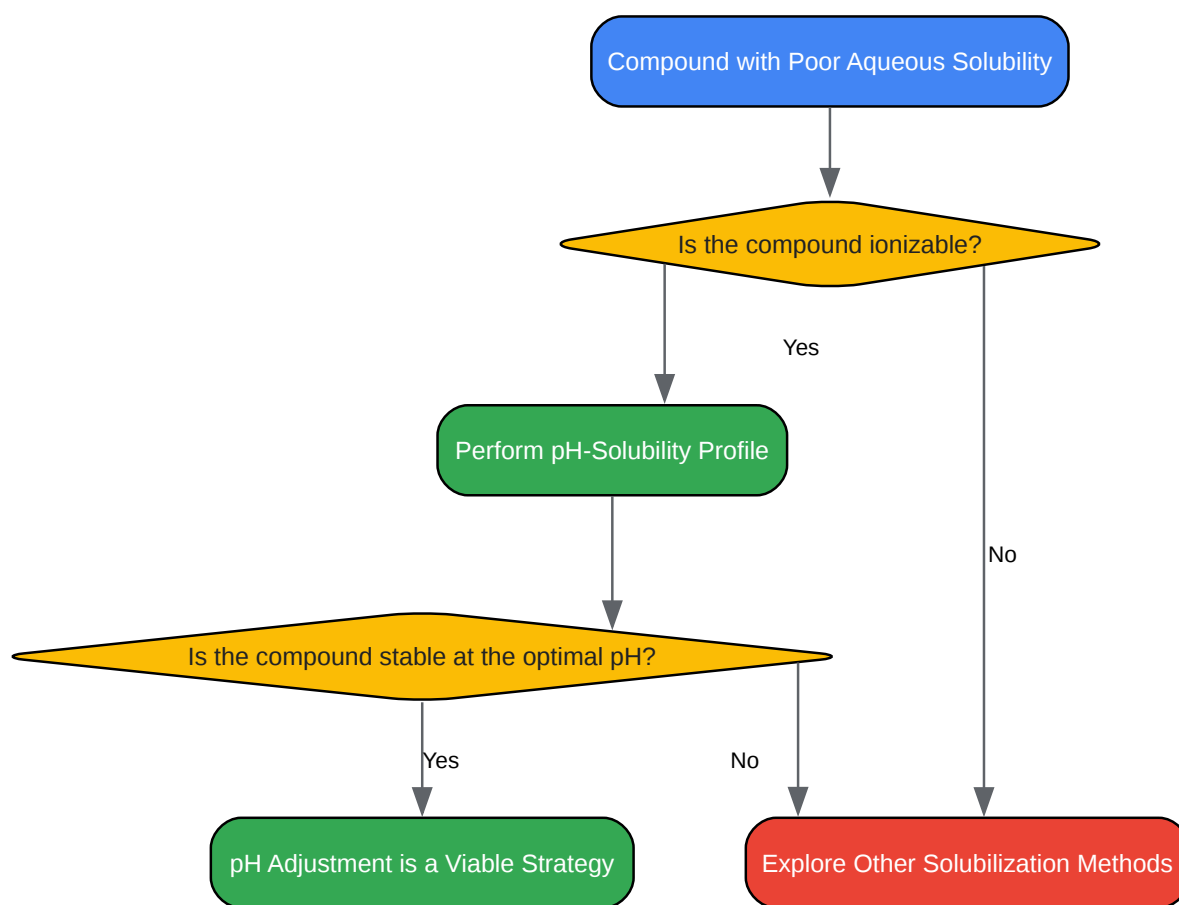 Compound with Poor Aqueous Solubility
Is the compound ionizable?
Yes
Perform pH-Solubility Profile
No
Is the compound stable at the optimal pH?
Yes
No
pH Adjustment is a Viable Strategy
Explore Other Solubilization Methods